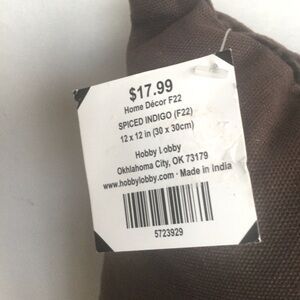 $17.99
Home Décor F22
SPICED INDIGO (F22)
12 x 12 in (30 x 30cm)
Hobby Lobby
Okhlahoma City, OK 73179
www.hobbylobby.com · Made in India
5723929